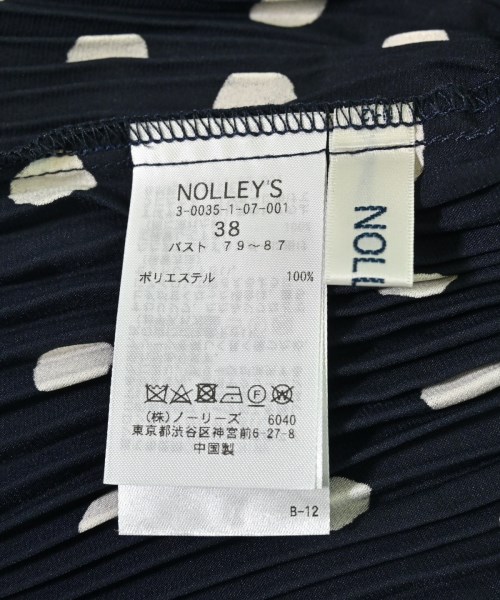 NOLLEY'S
3-0035-1-07-001
38
バスト 79~87
ポリエステル 100%
(株)ノーリーズ 6040
東京都渋谷区神宮前6-27-8
中国製
B-12
NOLL